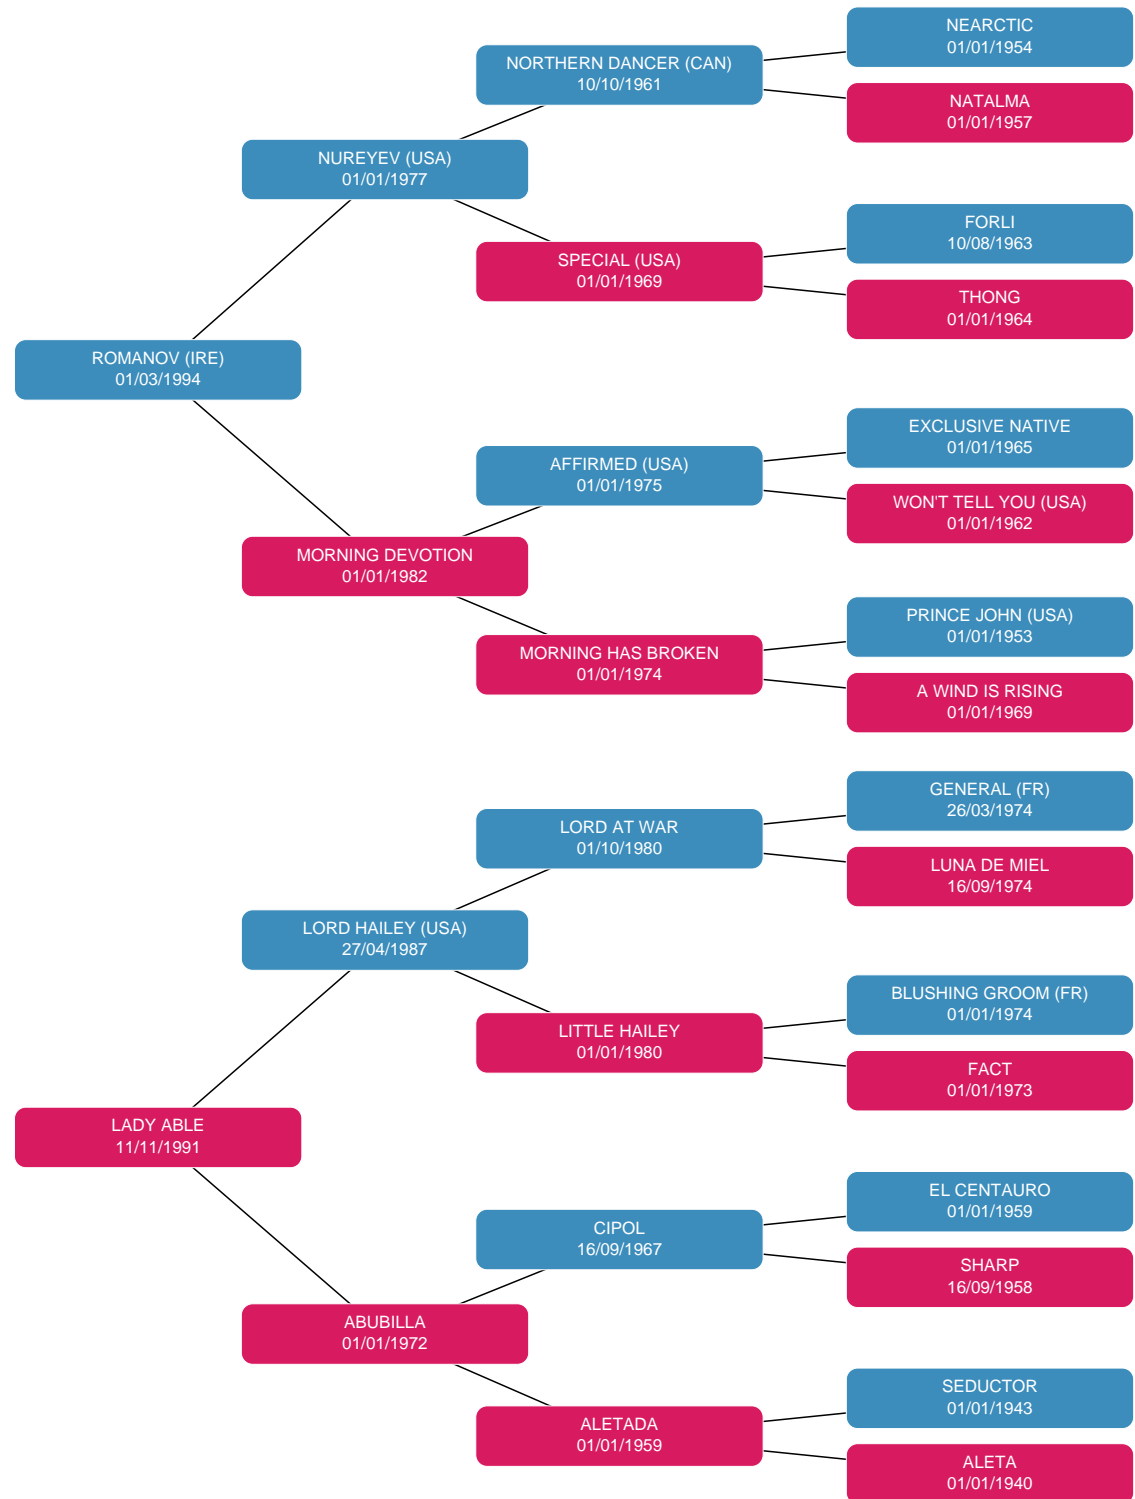 NEARCTIC
01/01/1954
NORTHERN DANCER (CAN)
10/10/1961
NATALMA
01/01/1957
NUREYEV (USA)
01/01/1977
FORLI
10/08/1963
SPECIAL (USA)
01/01/1969
THONG
01/01/1964
ROMANOV (IRE)
01/03/1994
EXCLUSIVE NATIVE
01/01/1965
AFFIRMED (USA)
01/01/1975
WON'T TELL YOU (USA)
01/01/1962
MORNING DEVOTION
01/01/1982
PRINCE JOHN (USA)
01/01/1953
MORNING HAS BROKEN
01/01/1974
A WIND IS RISING
01/01/1969
GENERAL (FR)
26/03/1974
LORD AT WAR
01/10/1980
LUNA DE MIEL
16/09/1974
LORD HAILEY (USA)
27/04/1987
BLUSHING GROOM (FR)
01/01/1974
LITTLE HAILEY
01/01/1980
FACT
01/01/1973
LADY ABLE
11/11/1991
EL CENTAURO
01/01/1959
CIPOL
16/09/1967
SHARP
16/09/1958
ABUBILLA
01/01/1972
SEDUCTOR
01/01/1943
ALETADA
01/01/1959
ALETA
01/01/1940